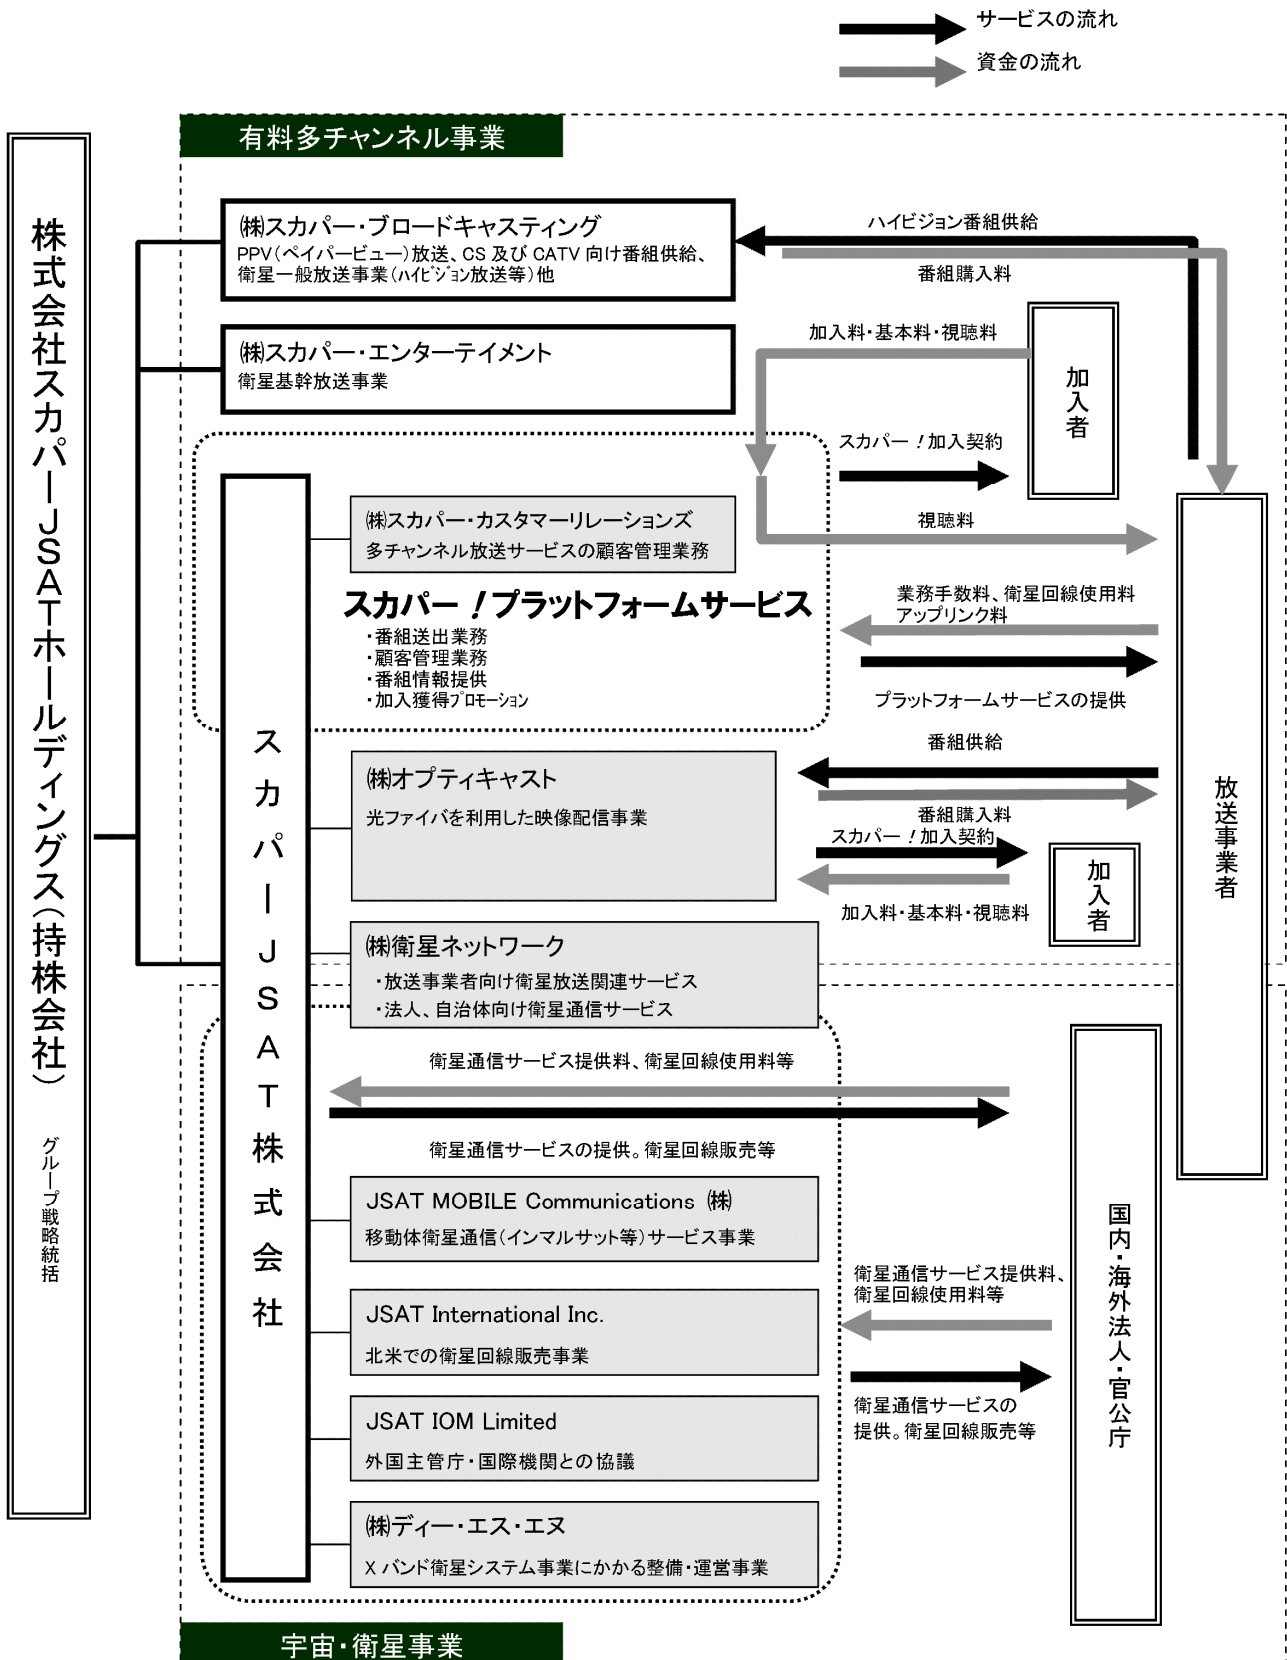 サービスの流れ
資金の流れ
有料多チャンネル事業
株式会社スカパーJSATホールディングス(持株会社)
グループ戦略統括
㈱スカパー・ブロードキャスティング
PPV(ペイパービュー)放送、CS 及び CATV 向け番組供給、
衛星一般放送事業(ﾊｲﾋﾞｼﾞｮﾝ放送等)他
ハイビジョン番組供給
番組購入料
㈱スカパー・エンターテイメント
衛星基幹放送事業
加入料・基本料・視聴料
加入者
スカパー!加入契約
㈱スカパー・カスタマーリレーションズ
多チャンネル放送サービスの顧客管理業務
視聴料
スカパー!プラットフォームサービス
・番組送出業務
・顧客管理業務
・番組情報提供
・加入獲得ﾌﾟﾛﾓｰｼｮﾝ
業務手数料、衛星回線使用料
アップリンク料
プラットフォームサービスの提供
スカパーJSAT株式会社
㈱オプティキャスト
光ファイバを利用した映像配信事業
番組供給
番組購入料
スカパー!加入契約
加入料・基本料・視聴料
加入者
放送事業者
㈱衛星ネットワーク
・放送事業者向け衛星放送関連サービス
・法人、自治体向け衛星通信サービス
衛星通信サービス提供料、衛星回線使用料等
衛星通信サービスの提供。衛星回線販売等
JSAT MOBILE Communications ㈱
移動体衛星通信(インマルサット等)サービス事業
JSAT International Inc.
北米での衛星回線販売事業
JSAT IOM Limited
外国主管庁・国際機関との協議
㈱ディー・エス・エヌ
X バンド衛星システム事業にかかる整備・運営事業
衛星通信サービス提供料、
衛星回線使用料等
衛星通信サービスの
提供。衛星回線販売等
国内・海外法人・官公庁
宇宙・衛星事業